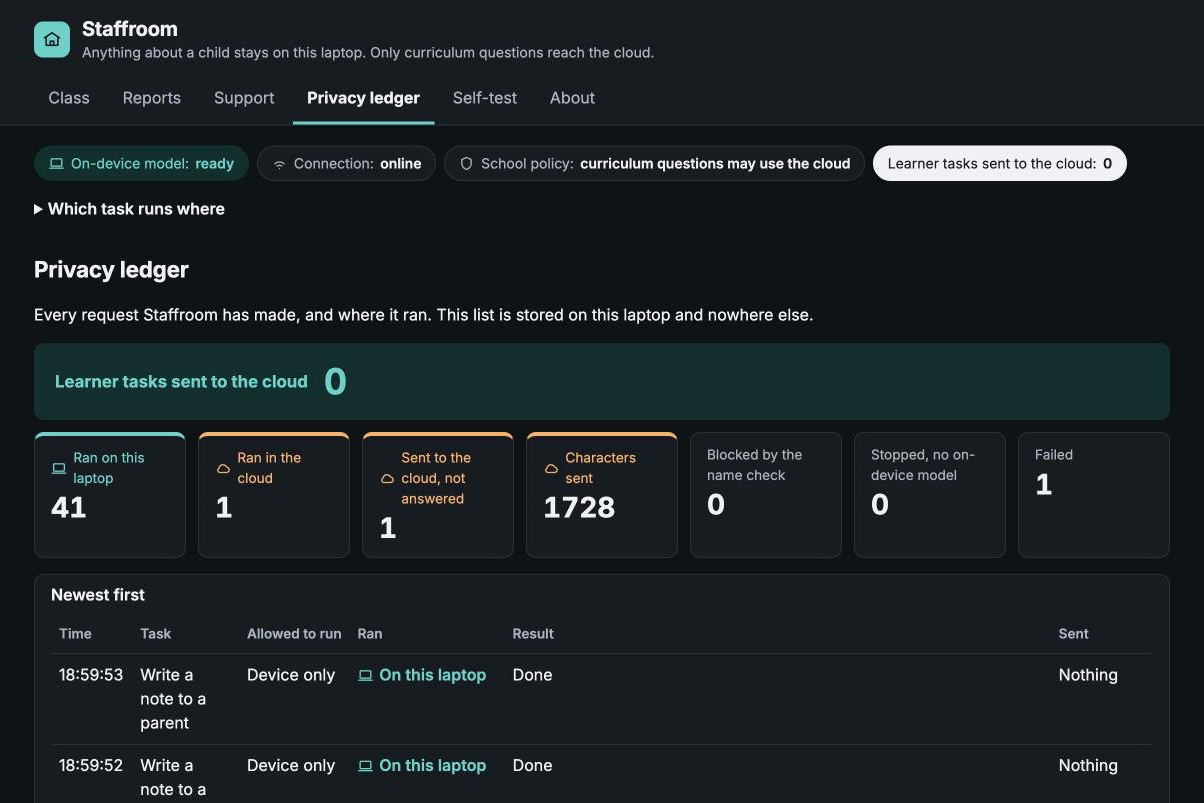 Staffroom
Anything about a child stays on this laptop. Only curriculum questions reach the cloud.
Class Reports Support Privacy ledger Self-test About
On-device model: ready Connection: online School policy: curriculum questions may use the cloud Learner tasks sent to the cloud: 0
Which task runs where
Privacy ledger
Every request Staffroom has made, and where it ran. This list is stored on this laptop and nowhere else.
Learner tasks sent to the cloud 0
Ran on this
laptop
41
Ran in the
cloud
1
Sent to the
cloud, not
answered
1
Characters
sent
1728
Blocked by the
name check
0
Stopped, no on-
device model
0
Failed
1
Newest first
Time Task Allowed to run Ran Result Sent
18:59:53 Write a Device only On this laptop Done Nothing
note to a
parent
18:59:52 Write a Device only On this laptop Done Nothing
note to a